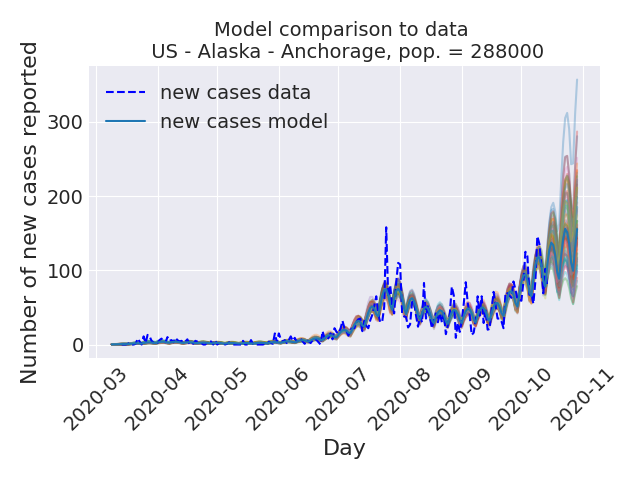 Model comparison to data
US - Alaska - Anchorage, pop. = 288000
new cases data
new cases model
Number of new cases reported
300
200
100
0
2020-03
2020-04
2020-05
2020-06
2020-07
2020-08
2020-09
2020-10
2020-11
Day